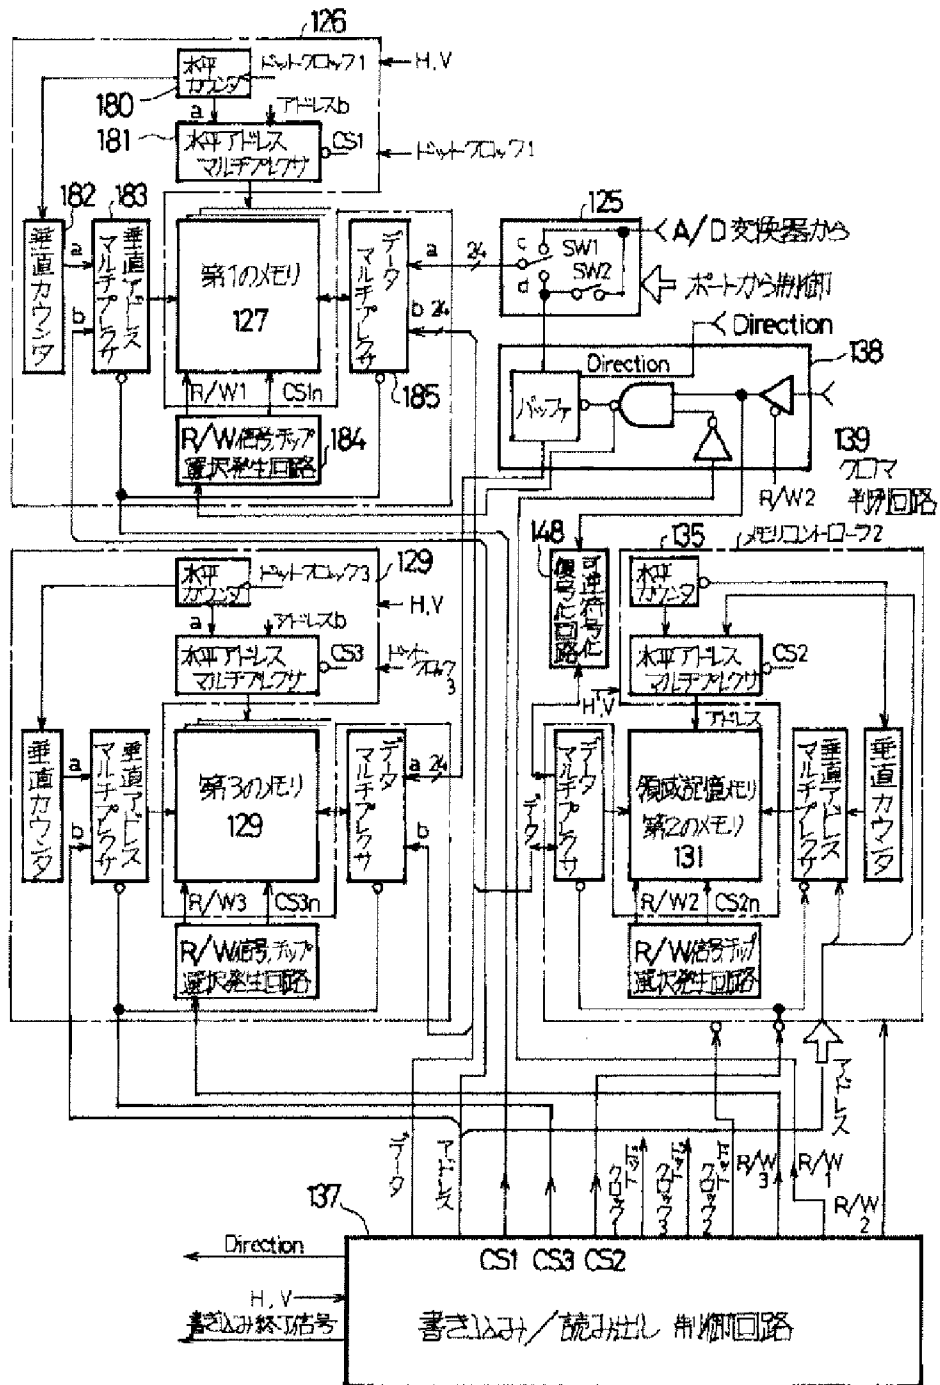 126
水平
カウンタ
ドットクロック1
H,V
180
a
アドレスb
181
水平アドレス
マルチプレクサ
CS1
ドットクロック1
182
183
垂直カウンタ
a
b
垂直アドレス
マルチプレクサ
第1のメモリ
127
データ
マルチプレクサ
a
24
b
24
185
R/W1
CS1n
R/W信号,チップ
選択発生回路
184
125
c
d
SW1
SW2
A/D変換器から
ポートから制御
Direction
138
Direction
バッファ
R/W2
139
クロマ
判別回路
148
可逆符号化
復号化回路
メモリコントローラ2
135
水平
カウンタ
水平アドレス
マルチプレクサ
CS2
H,V
アドレス
データ
データ
マルチプレクサ
領域記憶メモリ
第2のメモリ
131
垂直アドレス
マルチプレクサ
垂直カウンタ
R/W2
CS2n
R/W信号,チップ
選択発生回路
アドレス
水平
カウンタ
ドットクロック3
129
H,V
a
アドレスb
水平アドレス
マルチプレクサ
CS3
ドット
クロック
3
垂直カウンタ
a
b
垂直アドレス
マルチプレクサ
第3のメモリ
129
データ
マルチプレクサ
a
24
b
R/W3
CS3n
R/W信号,チップ
選択発生回路
データ
アドレス
ドット
クロック1
ドット
クロック3
ドット
クロック2
R/W
3
R/W
1
R/W
2
137
Direction
CS1 CS3 CS2
H,V
書き込み終了信号
書き込み/読み出し 制御回路